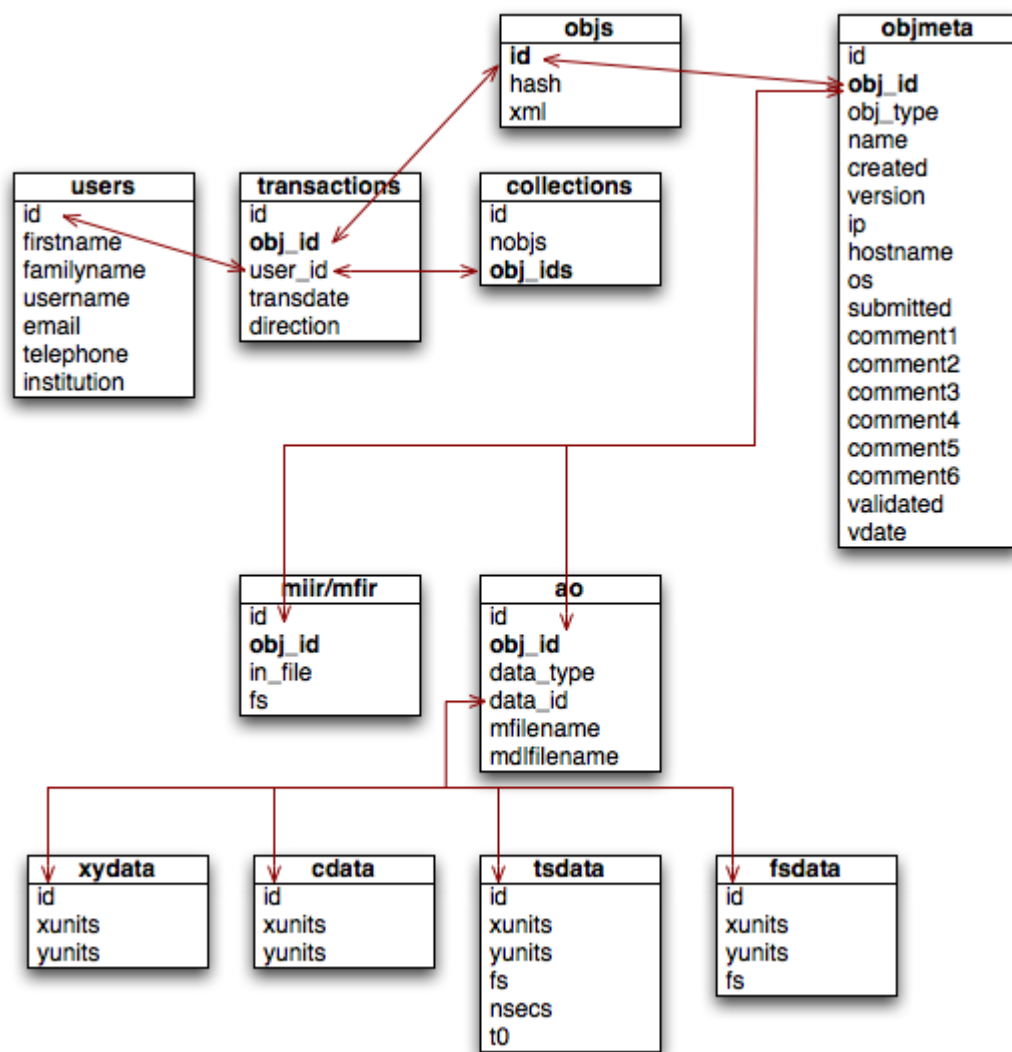 objs
id
hash
xml
objmeta
id
obj_id
obj_type
name
created
version
ip
hostname
os
submitted
comment1
comment2
comment3
comment4
comment5
comment6
validated
vdate
users
id
firstname
familyname
username
email
telephone
institution
transactions
id
obj_id
user_id
transdate
direction
collections
id
nobjs
obj_ids
miir/mfir
id
obj_id
in_file
fs
ao
id
obj_id
data_type
data_id
mfilename
mdlfilename
xydata
id
xunits
yunits
cdata
id
xunits
yunits
tsdata
id
xunits
yunits
fs
nsecs
t0
fsdata
id
xunits
yunits
fs